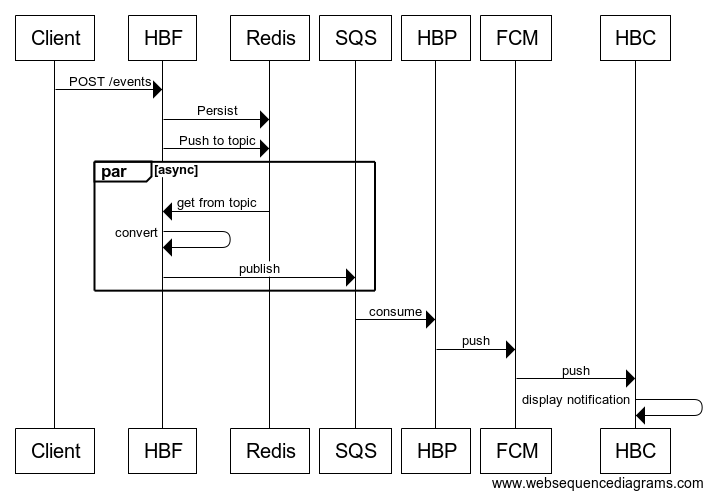 Client HBF Redis SQS HBP FCM HBC
POST /events
Persist
Push to topic
par [async]
get from topic
convert
publish
consume
push
push
display notification
Client HBF Redis SQS HBP FCM HBC
www.websequencediagrams.com